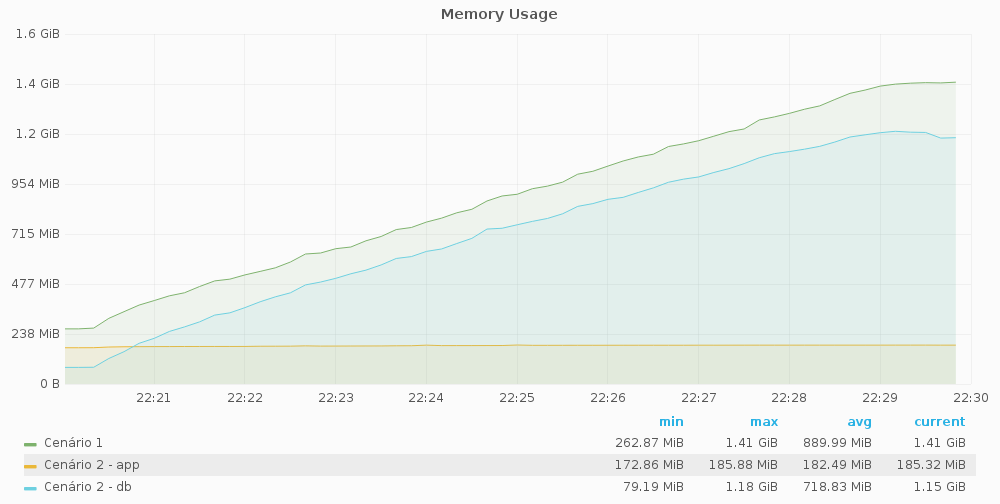 Memory Usage
1.6 GiB
1.4 GiB
1.2 GiB
954 MiB
715 MiB
477 MiB
238 MiB
0 B
22:21 22:22 22:23 22:24 22:25 22:26 22:27 22:28 22:29 22:30
min max avg current
Cenário 1 262.87 MiB 1.41 GiB 889.99 MiB 1.41 GiB
Cenário 2 - app 172.86 MiB 185.88 MiB 182.49 MiB 185.32 MiB
Cenário 2 - db 79.19 MiB 1.18 GiB 718.83 MiB 1.15 GiB